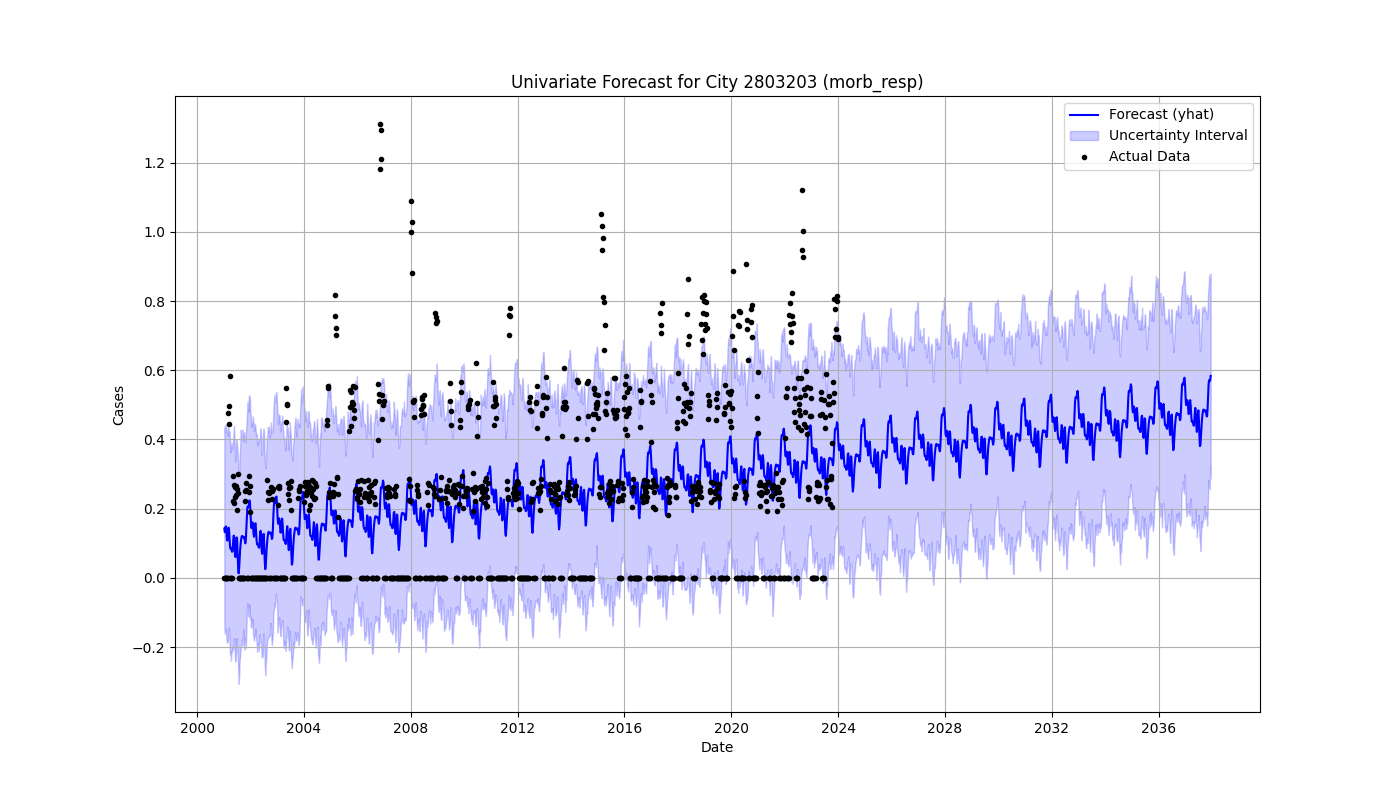 Univariate Forecast for City 2803203 (morb_resp)
Forecast (yhat)
Uncertainty Interval
Actual Data
Cases
1.2
1.0
0.8
0.6
0.4
0.2
0.0
−0.2
2000 2004 2008 2012 2016 2020 2024 2028 2032 2036
Date